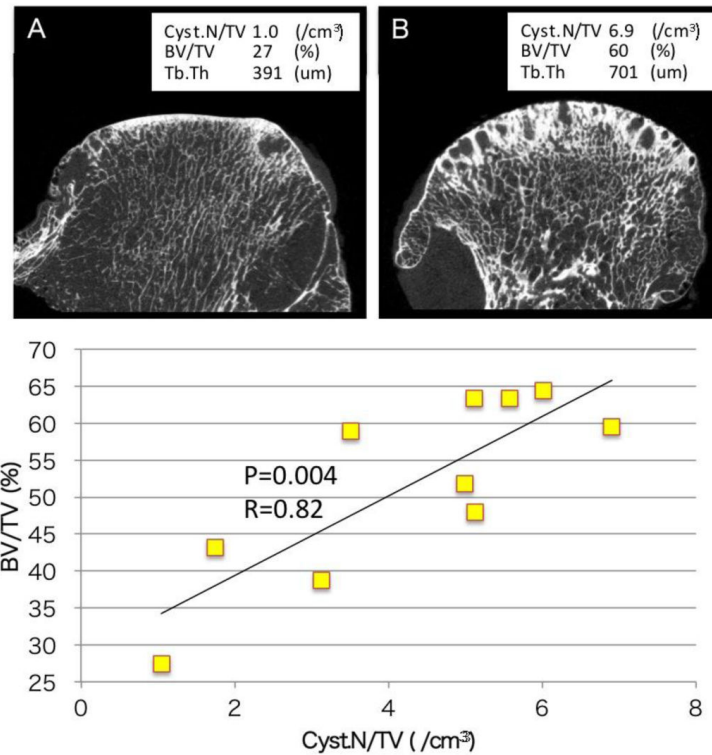 A
Cyst.N/TV 1.0 (/cm³)
BV/TV 27 (%)
Tb.Th 391 (um)
B
Cyst.N/TV 6.9 (/cm³)
BV/TV 60 (%)
Tb.Th 701 (um)
70
65
60
55
50
45
40
35
30
25
BV/TV (%)
P=0.004
R=0.82
0 2 4 6 8
Cyst.N/TV ( /cm³)